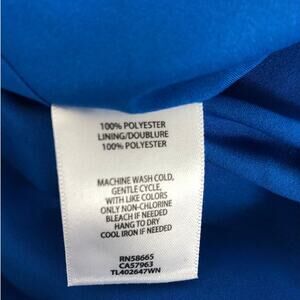 100% POLYESTER
LINING/DOUBLURE
100% POLYESTER
MACHINE WASH COLD,
GENTLE CYCLE,
WITH LIKE COLORS
ONLY NON-CHLORINE
BLEACH IF NEEDED
HANG TO DRY
COOL IRON IF NEEDED
RN58665
CA57963
TL402647WN